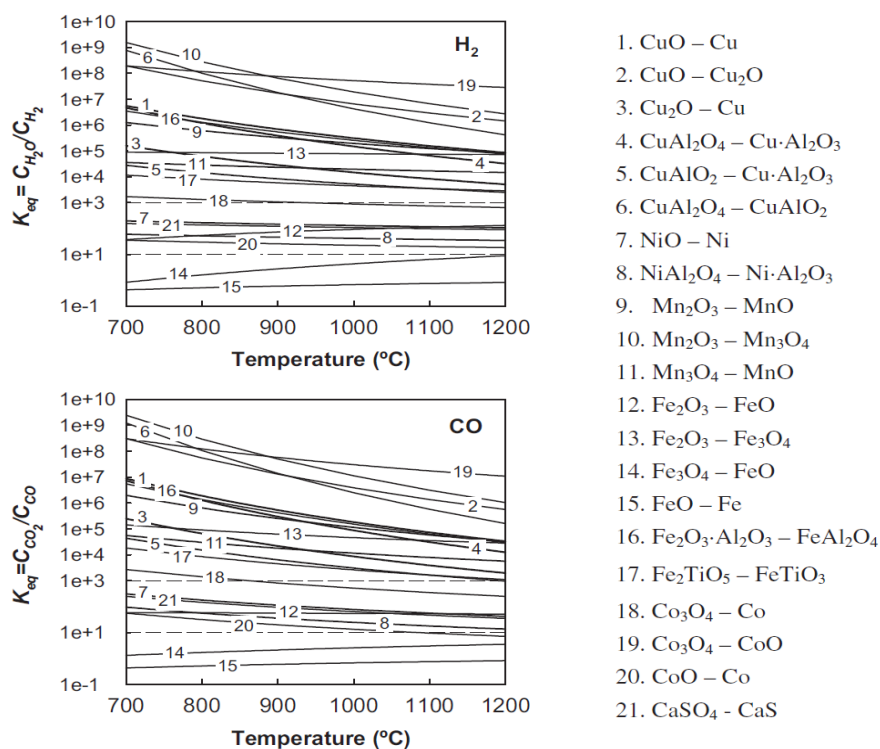 H₂
1e+10
1e+9
1e+8
1e+7
1e+6
1e+5
1e+4
1e+3
1e+1
1e-1
K_eq = C_H₂O/C_H₂
10
6
19
2
1
16
9
3
13
4
11
5
17
18
7
21
12
8
20
14
15
700 800 900 1000 1100 1200
Temperature (ºC)
CO
1e+10
1e+9
1e+8
1e+7
1e+6
1e+5
1e+4
1e+3
1e+1
1e-1
K_eq=C_CO₂/C_CO
6
10
19
2
1
16
9
3
13
4
11
5
17
18
7
21
12
8
20
14
15
700 800 900 1000 1100 1200
Temperature (ºC)
1. CuO – Cu
2. CuO – Cu₂O
3. Cu₂O – Cu
4. CuAl₂O₄ – Cu·Al₂O₃
5. CuAlO₂ – Cu·Al₂O₃
6. CuAl₂O₄ – CuAlO₂
7. NiO – Ni
8. NiAl₂O₄ – Ni·Al₂O₃
9. Mn₂O₃ – MnO
10. Mn₂O₃ – Mn₃O₄
11. Mn₃O₄ – MnO
12. Fe₂O₃ – FeO
13. Fe₂O₃ – Fe₃O₄
14. Fe₃O₄ – FeO
15. FeO – Fe
16. Fe₂O₃·Al₂O₃ – FeAl₂O₄
17. Fe₂TiO₅ – FeTiO₃
18. Co₃O₄ – Co
19. Co₃O₄ – CoO
20. CoO – Co
21. CaSO₄ - CaS